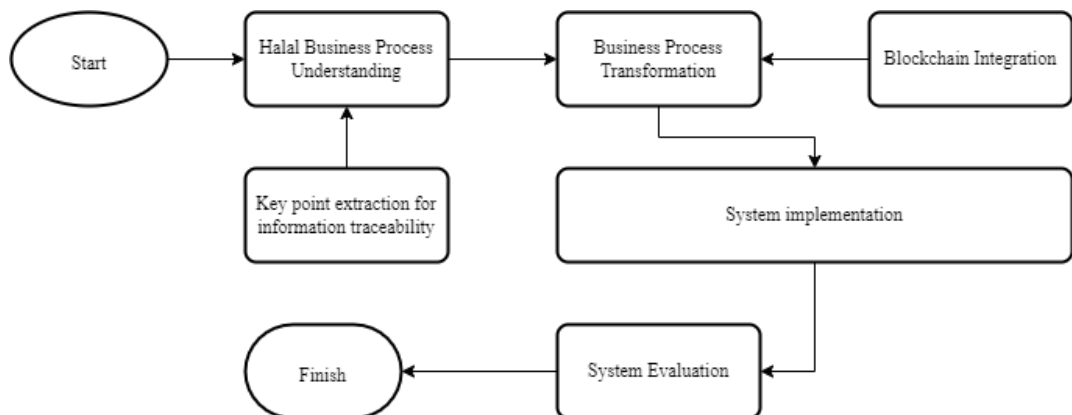 Start
Halal Business Process
Understanding
Business Process
Transformation
Blockchain Integration
Key point extraction for
information traceability
System implementation
Finish
System Evaluation